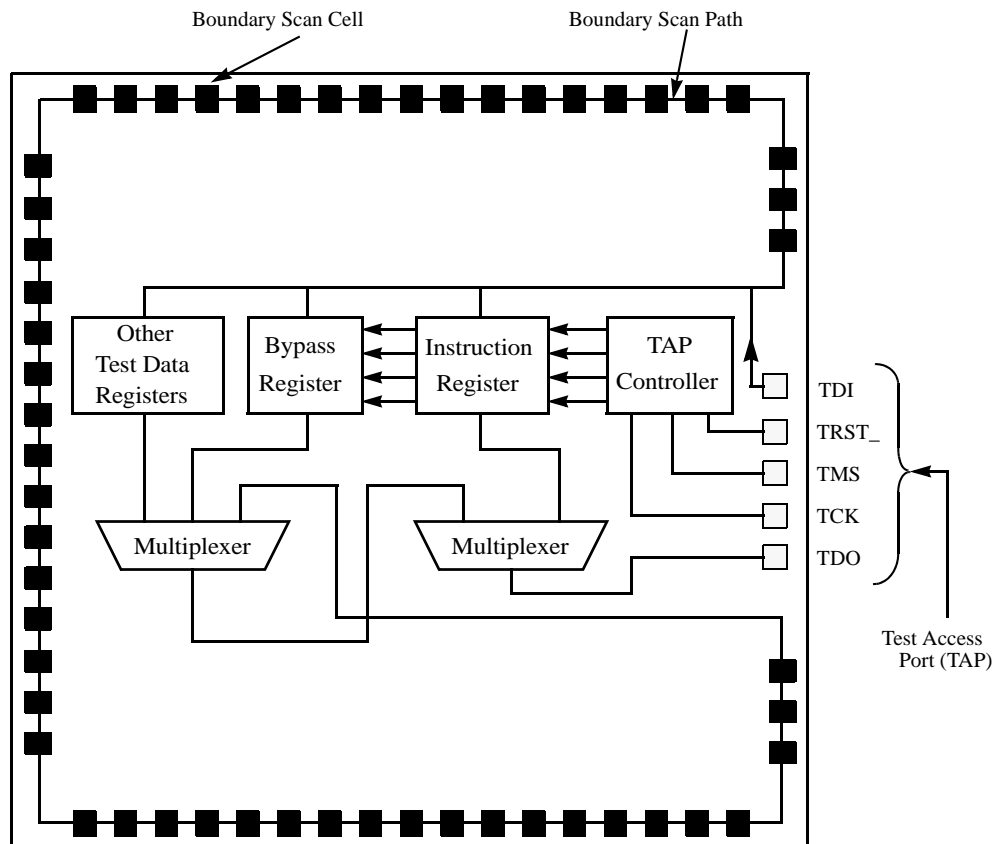 Boundary Scan Cell
Boundary Scan Path
Other
Test Data
Registers
Bypass
Register
Instruction
Register
TAP
Controller
TDI
TRST_
TMS
TCK
TDO
Multiplexer
Multiplexer
Test Access
Port (TAP)